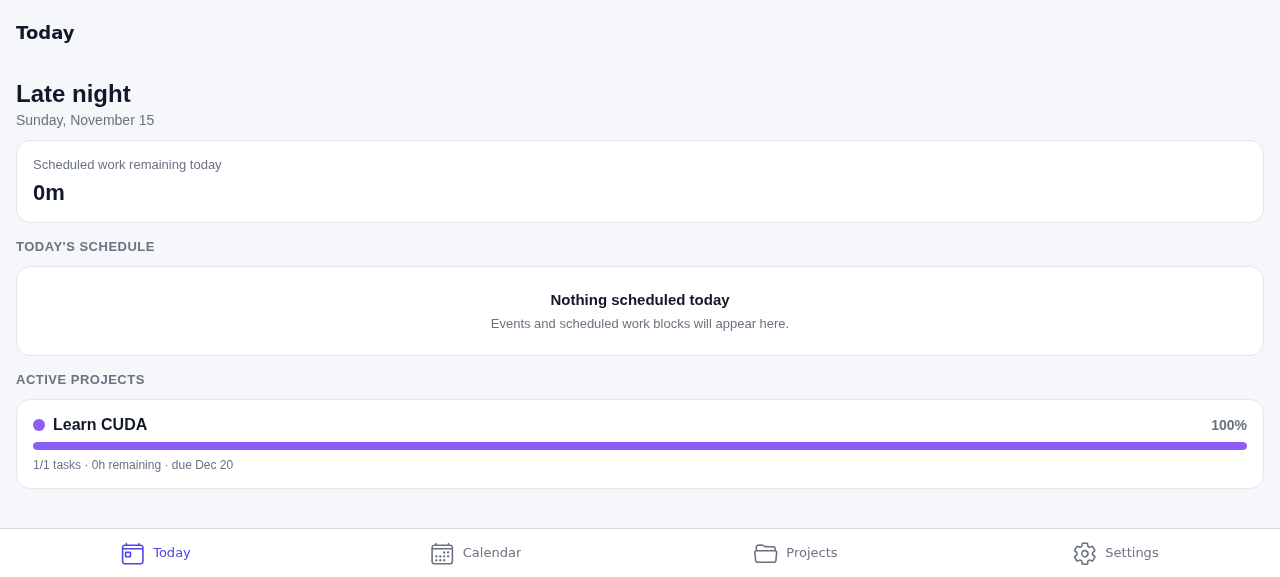 Today
Late night
Sunday, November 15
Scheduled work remaining today
0m
TODAY'S SCHEDULE
Nothing scheduled today
Events and scheduled work blocks will appear here.
ACTIVE PROJECTS
Learn CUDA 100%
1/1 tasks · 0h remaining · due Dec 20
Today Calendar Projects Settings